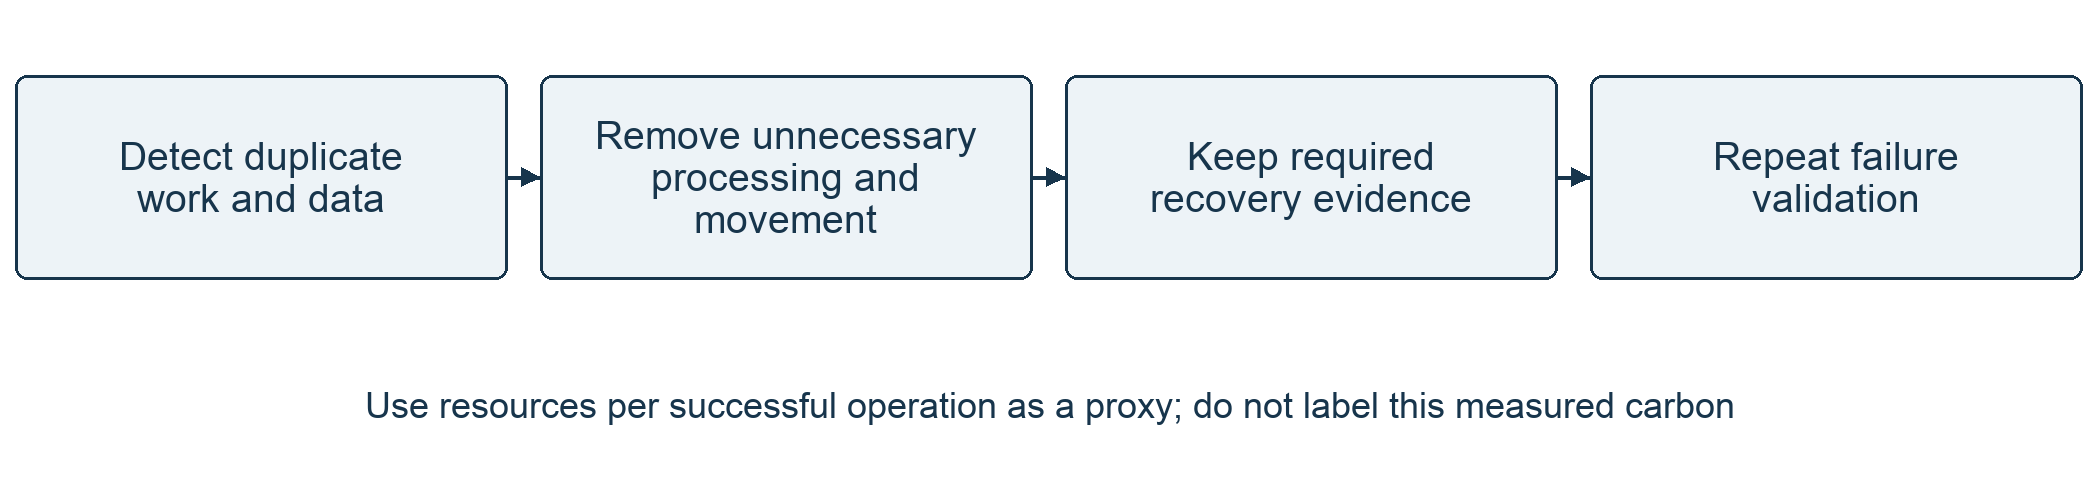 Detect duplicate
work and data
Remove unnecessary
processing and
movement
Keep required
recovery evidence
Repeat failure
validation
Use resources per successful operation as a proxy; do not label this measured carbon